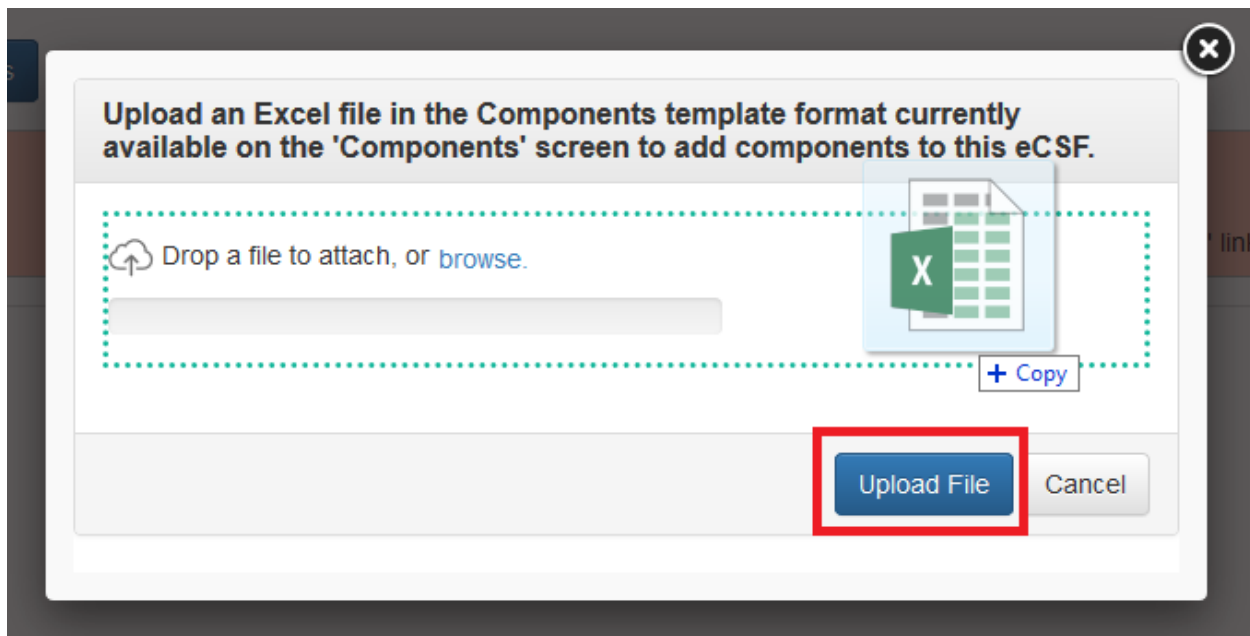 s
Upload an Excel file in the Components template format currently
available on the 'Components' screen to add components to this eCSF.
' lin
Drop a file to attach, or browse.
X
+ Copy
Upload File Cancel